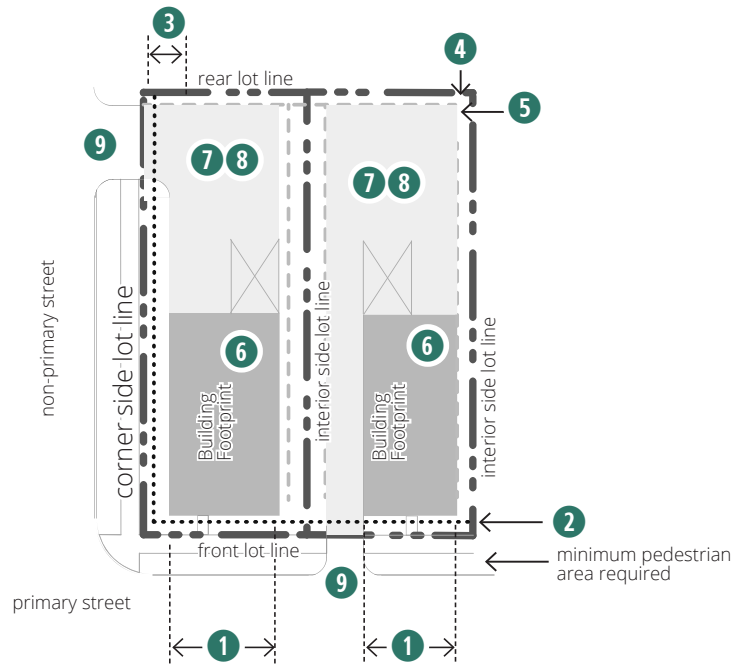 3
4
rear lot line
5
9
7 8
7 8
non-primary street
corner side lot line
6
6
interior side lot line
interior side lot line
Building
Footprint
Building
Footprint
2
front lot line
minimum pedestrian
area required
9
primary street
1
1